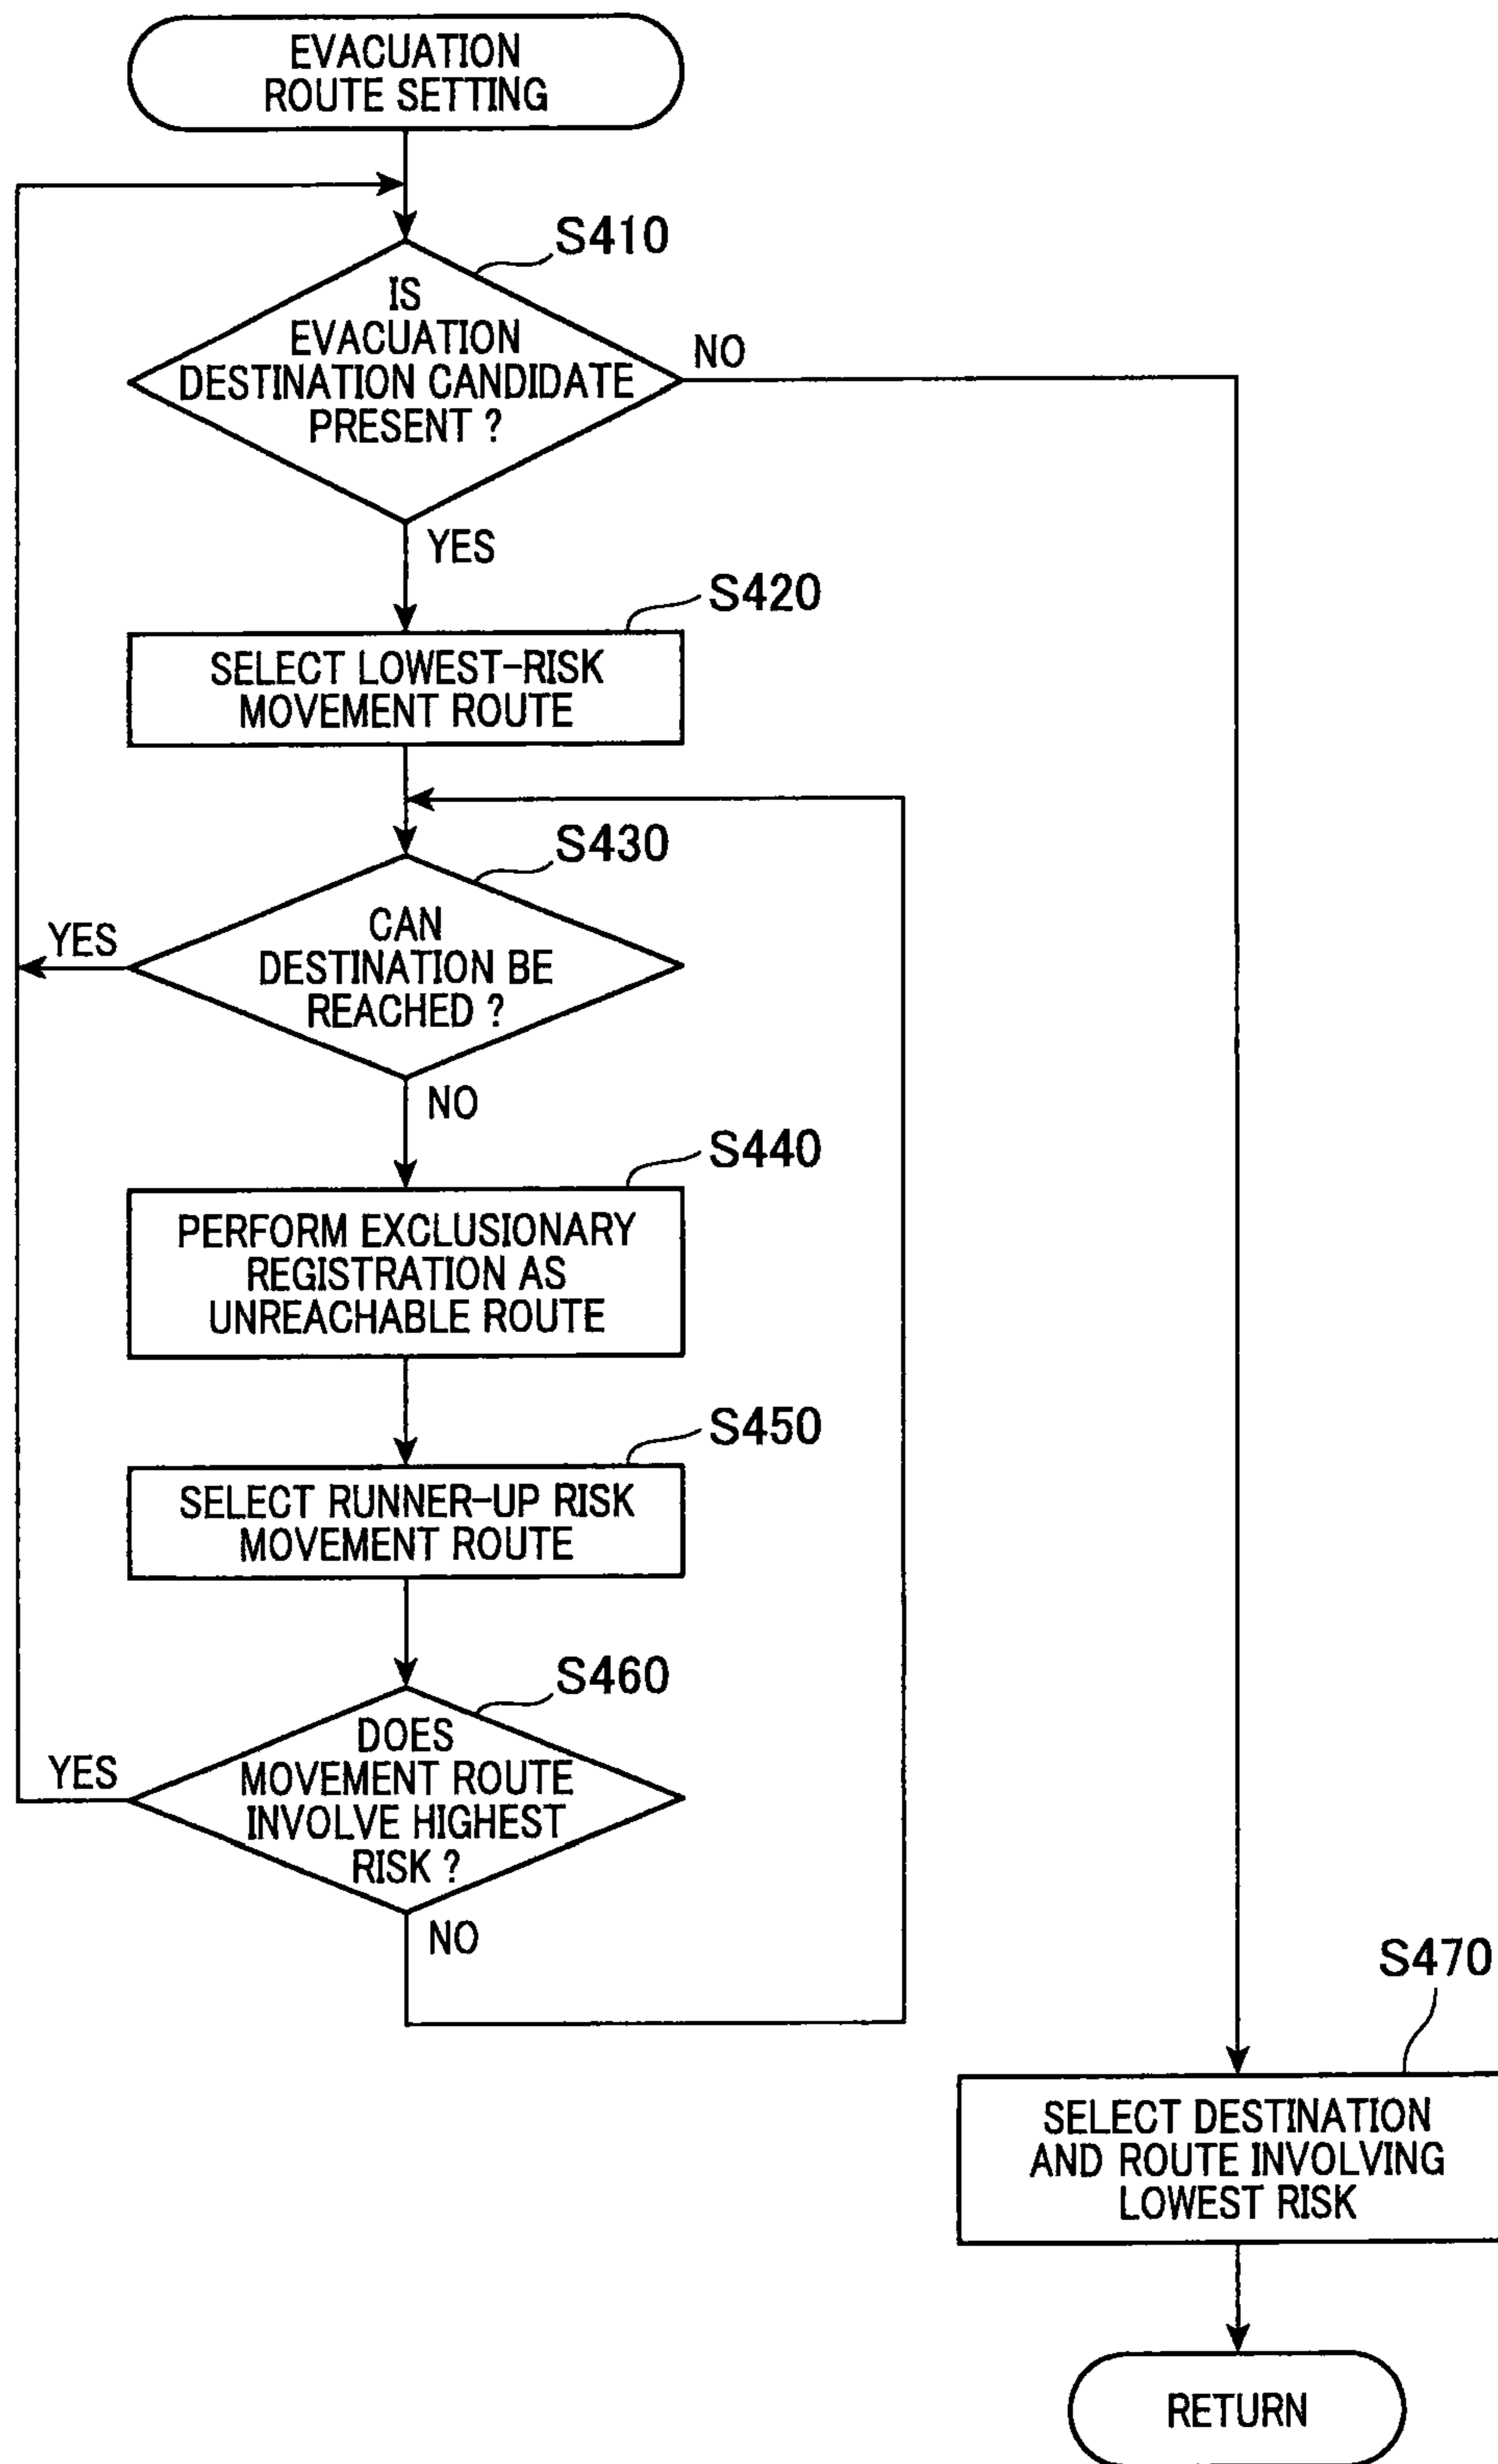 EVACUATION
ROUTE SETTING
S410
IS
EVACUATION
DESTINATION CANDIDATE
PRESENT ?
NO
YES
S420
SELECT LOWEST-RISK
MOVEMENT ROUTE
S430
CAN
DESTINATION BE
REACHED ?
YES
NO
S440
PERFORM EXCLUSIONARY
REGISTRATION AS
UNREACHABLE ROUTE
S450
SELECT RUNNER-UP RISK
MOVEMENT ROUTE
S460
DOES
MOVEMENT ROUTE
INVOLVE HIGHEST
RISK ?
YES
NO
S470
SELECT DESTINATION
AND ROUTE INVOLVING
LOWEST RISK
RETURN